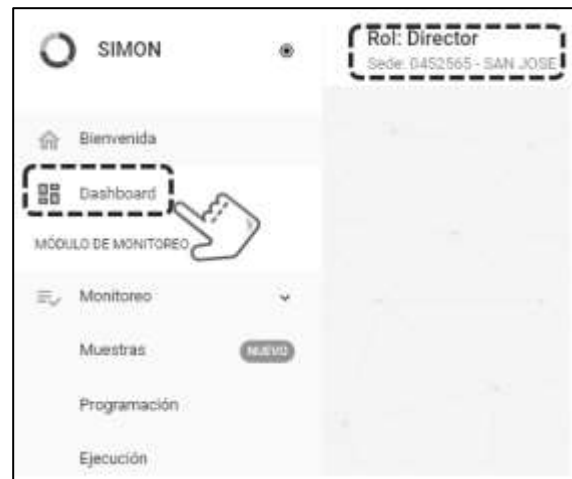 SIMON
Rol: Director
Sede: 0452565 - SAN JOSE
Bienvenida
Dashboard
MÓDULO DE MONITOREO
Monitoreo
Muestras NUEVO
Programación
Ejecución